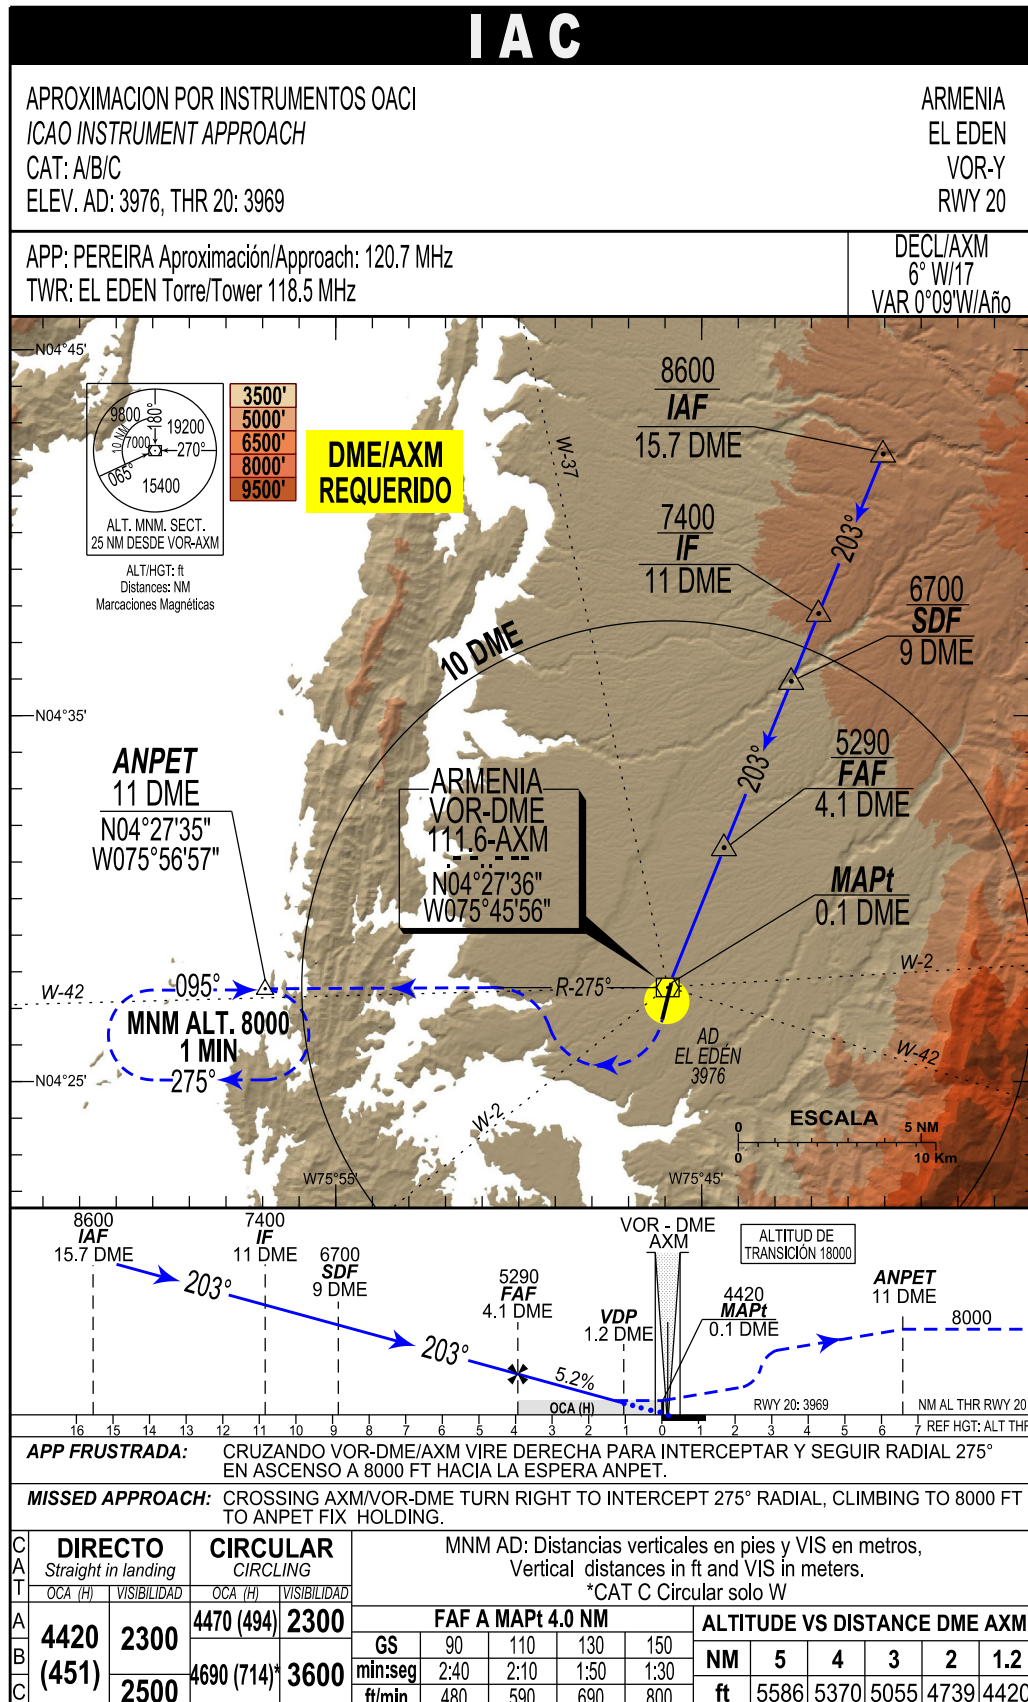 IAC
APROXIMACION POR INSTRUMENTOS OACI
ICAO INSTRUMENT APPROACH
CAT: A/B/C
ELEV. AD: 3976, THR 20: 3969
ARMENIA
EL EDEN
VOR-Y
RWY 20
APP: PEREIRA Aproximación/Approach: 120.7 MHz
TWR: EL EDEN Torre/Tower 118.5 MHz
DECL/AXM
6° W/17
VAR 0°09'W/Año
N04°45'
9800
180°
19200
10 NM
7000
270°
065°
15400
ALT. MNM. SECT.
25 NM DESDE VOR-AXM
ALT/HGT: ft
Distances: NM
Marcaciones Magnéticas
3500'
5000'
6500'
8000'
9500'
DME/AXM
REQUERIDO
W-37
8600
IAF
15.7 DME
7400
IF
11 DME
203°
6700
SDF
9 DME
10 DME
N04°35'
203°
5290
FAF
4.1 DME
ANPET
11 DME
N04°27'35"
W075°56'57"
ARMENIA
VOR-DME
111.6-AXM
N04°27'36"
W075°45'56"
MAPt
0.1 DME
W-42
095°
R-275°
W-2
MNM ALT. 8000
1 MIN
275°
AD
EL EDÉN
3976
W-42
N04°25'
W-2
ESCALA
0 5 NM
0 10 Km
W75°55'
W75°45'
8600
IAF
15.7 DME
7400
IF
11 DME
6700
SDF
9 DME
203°
203°
5290
FAF
4.1 DME
5.2%
VDP
1.2 DME
VOR - DME
AXM
4420
MAPt
0.1 DME
ALTITUD DE
TRANSICIÓN 18000
ANPET
11 DME
8000
OCA (H)
RWY 20: 3969
NM AL THR RWY 20
16 15 14 13 12 11 10 9 8 7 6 5 4 3 2 1 0 1 2 3 4 5 6 7
REF HGT: ALT THR
APP FRUSTRADA: CRUZANDO VOR-DME/AXM VIRE DERECHA PARA INTERCEPTAR Y SEGUIR RADIAL 275°
EN ASCENSO A 8000 FT HACIA LA ESPERA ANPET.
MISSED APPROACH: CROSSING AXM/VOR-DME TURN RIGHT TO INTERCEPT 275° RADIAL, CLIMBING TO 8000 FT
TO ANPET FIX HOLDING.
CAT
DIRECTO
Straight in landing
OCA (H) VISIBILIDAD
CIRCULAR
CIRCLING
OCA (H) VISIBILIDAD
MNM AD: Distancias verticales en pies y VIS en metros,
Vertical distances in ft and VIS in meters.
*CAT C Circular solo W
A
B
C
4420
(451)
2300
2500
4470 (494) 2300
4690 (714)* 3600
FAF A MAPt 4.0 NM
GS 90 110 130 150
min:seg 2:40 2:10 1:50 1:30
ft/min 480 590 690 800
ALTITUDE VS DISTANCE DME AXM
NM 5 4 3 2 1.2
ft 5586 5370 5055 4739 4420